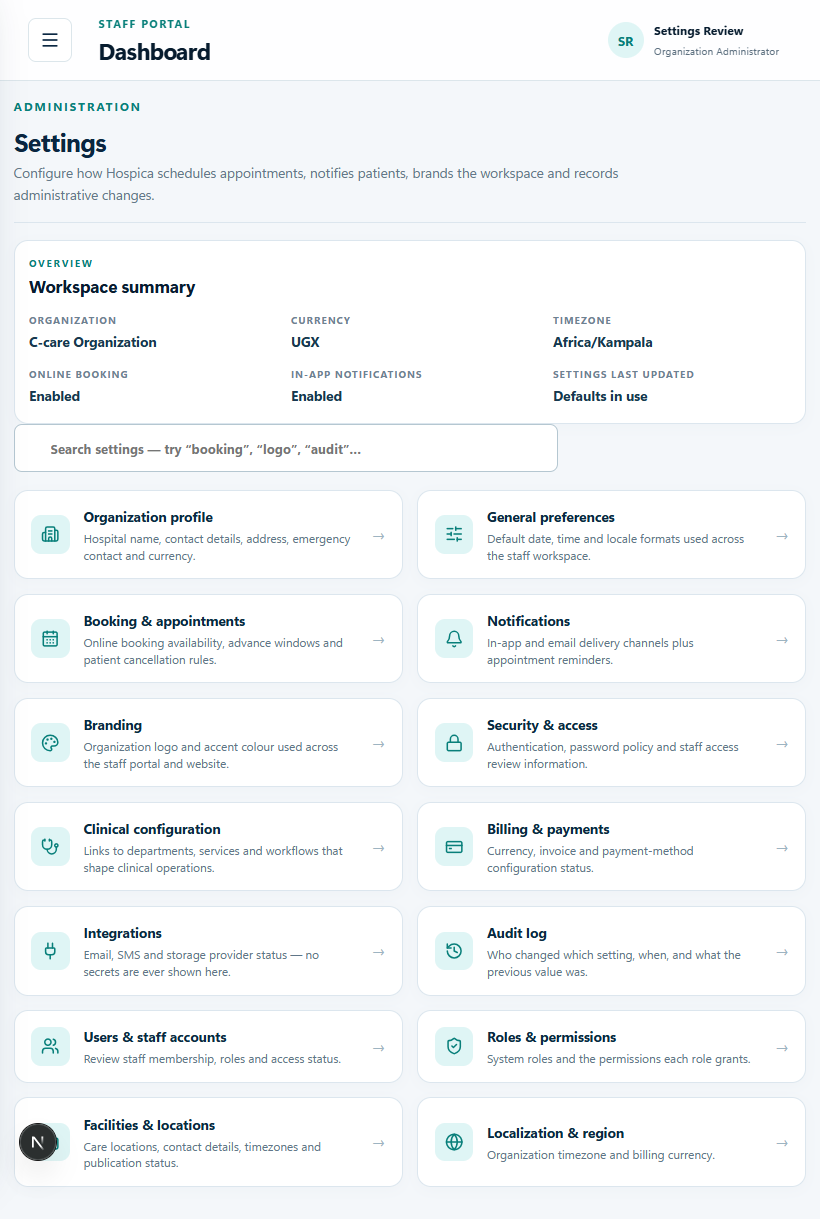 STAFF PORTAL
Dashboard
SR
Settings Review
Organization Administrator
ADMINISTRATION
Settings
Configure how Hospica schedules appointments, notifies patients, brands the workspace and records
administrative changes.
OVERVIEW
Workspace summary
ORGANIZATION
C-care Organization
CURRENCY
UGX
TIMEZONE
Africa/Kampala
ONLINE BOOKING
Enabled
IN-APP NOTIFICATIONS
Enabled
SETTINGS LAST UPDATED
Defaults in use
Search settings — try “booking”, “logo”, “audit”…
Organization profile
Hospital name, contact details, address, emergency
contact and currency.
→
General preferences
Default date, time and locale formats used across
the staff workspace.
→
Booking & appointments
Online booking availability, advance windows and
patient cancellation rules.
→
Notifications
In-app and email delivery channels plus
appointment reminders.
→
Branding
Organization logo and accent colour used across
the staff portal and website.
→
Security & access
Authentication, password policy and staff access
review information.
→
Clinical configuration
Links to departments, services and workflows that
shape clinical operations.
→
Billing & payments
Currency, invoice and payment-method
configuration status.
→
Integrations
Email, SMS and storage provider status — no
secrets are ever shown here.
→
Audit log
Who changed which setting, when, and what the
previous value was.
→
Users & staff accounts
Review staff membership, roles and access status.
→
Roles & permissions
System roles and the permissions each role grants.
→
N
Facilities & locations
Care locations, contact details, timezones and
publication status.
→
Localization & region
Organization timezone and billing currency.
→